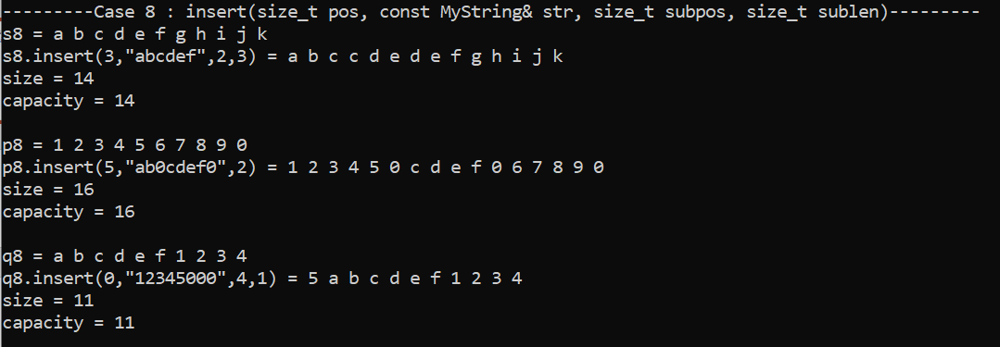 ---------Case 8 : insert(size_t pos, const MyString& str, size_t subpos, size_t sublen)---------
s8 = a b c d e f g h i j k
s8.insert(3,"abcdef",2,3) = a b c c d e d e f g h i j k
size = 14
capacity = 14
p8 = 1 2 3 4 5 6 7 8 9 0
p8.insert(5,"ab0cdef0",2) = 1 2 3 4 5 0 c d e f 0 6 7 8 9 0
size = 16
capacity = 16
q8 = a b c d e f 1 2 3 4
q8.insert(0,"12345000",4,1) = 5 a b c d e f 1 2 3 4
size = 11
capacity = 11